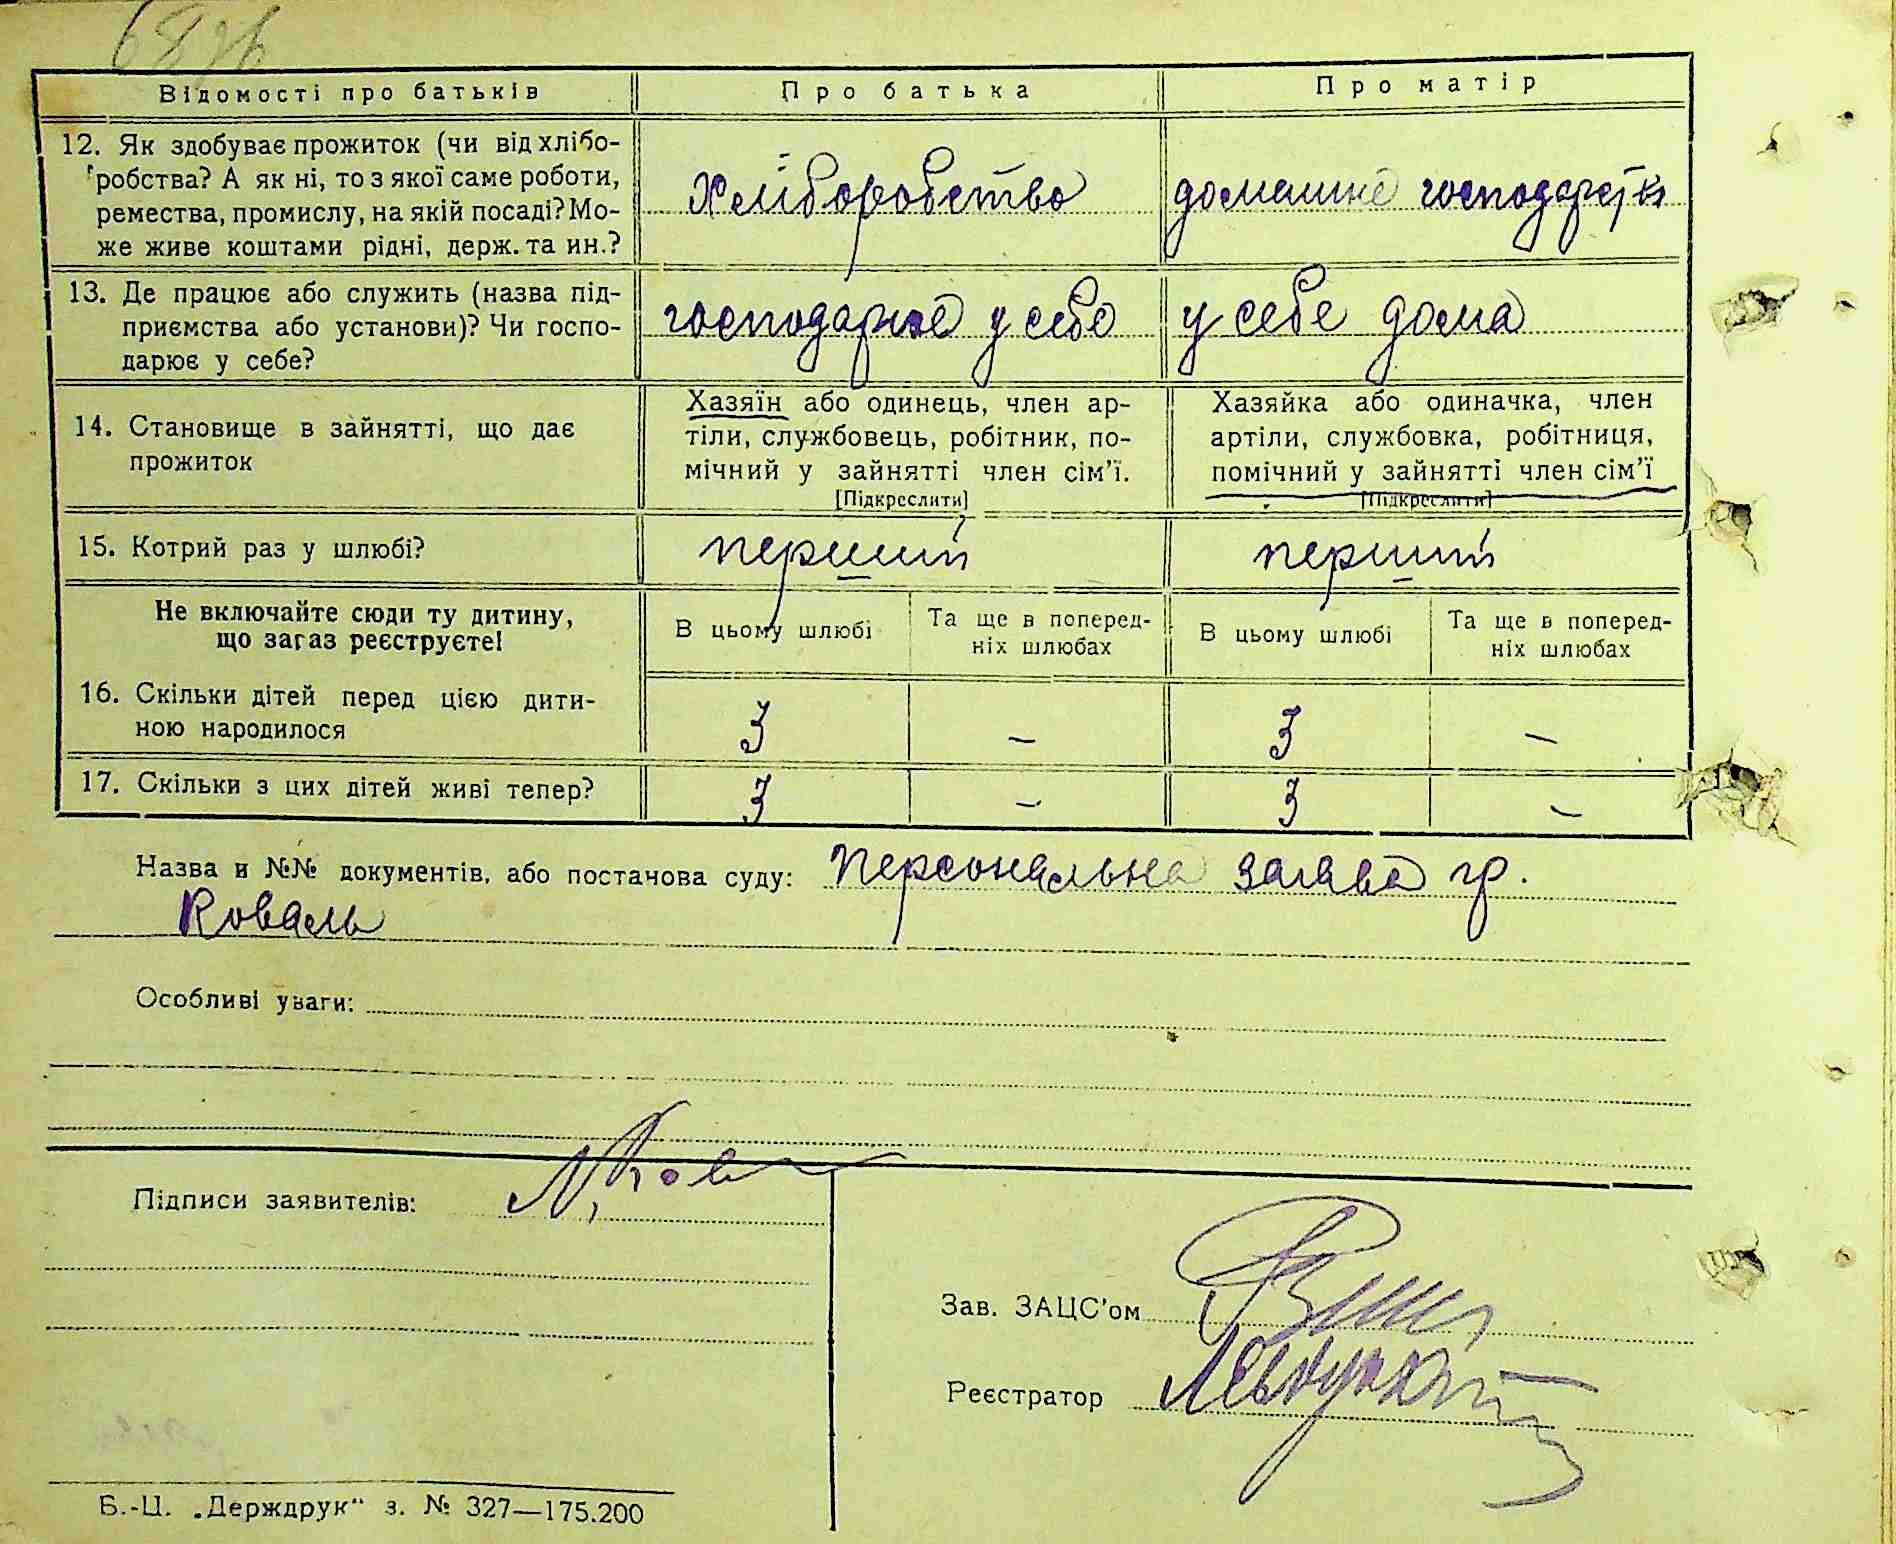 Відомості про батьків
Про батька
Про матір
12. Як здобуває прожиток (чи від хлібо-
робства? А як ні, то з якої саме роботи,
ремества, промислу, на якій посаді? Мо-
же живе коштами рідні, держ. та ин.?
Хліборобство
домашнє господарство
13. Де працює або служить (назва під-
приємства або установи)? Чи госпо-
дарює у себе?
господарює у себе
у себе дома
14. Становище в зайнятті, що дає
прожиток
Хазяїн або одинець, член ар-
тіли, службовець, робітник, по-
мічний у зайнятті член сім'ї.
[Підкреслити]
Хазяйка або одиначка, член
артіли, службовка, робітниця,
помічний у зайнятті член сім'ї
[Підкреслити]
15. Котрий раз у шлюбі?
перший
перший
Не включайте сюди ту дитину,
що зараз реєструєте!
В цьому шлюбі
Та ще в поперед-
ніх шлюбах
В цьому шлюбі
Та ще в поперед-
ніх шлюбах
16. Скільки дітей перед цією дити-
ною народилося
3
–
3
–
17. Скільки з цих дітей живі тепер?
3
–
3
–
Назва и №№ документів, або постанова суду: персональна заява гр.
Коваль
Особливі уваги:
Підписи заявителів:
Зав. ЗАЦС'ом
Реєстратор
Б.-Ц. „Держдрук" з. № 327—175.200